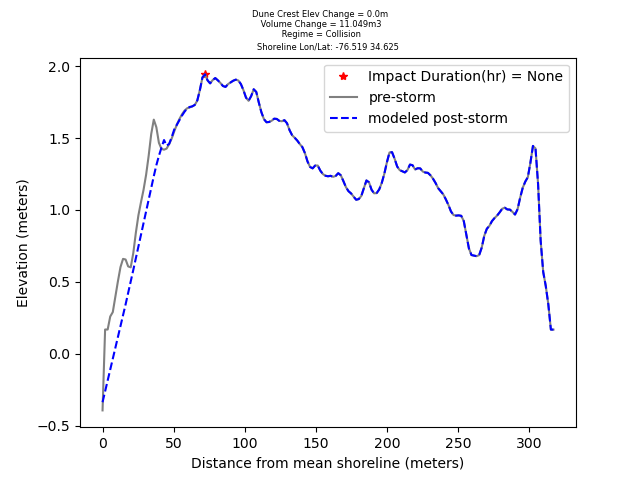 Dune Crest Elev Change = 0.0m
Volume Change = 11.049m3
Regime = Collision
Shoreline Lon/Lat: -76.519 34.625
Impact Duration(hr) = None
pre-storm
modeled post-storm
Elevation (meters)
2.0
1.5
1.0
0.5
0.0
−0.5
0 50 100 150 200 250 300
Distance from mean shoreline (meters)